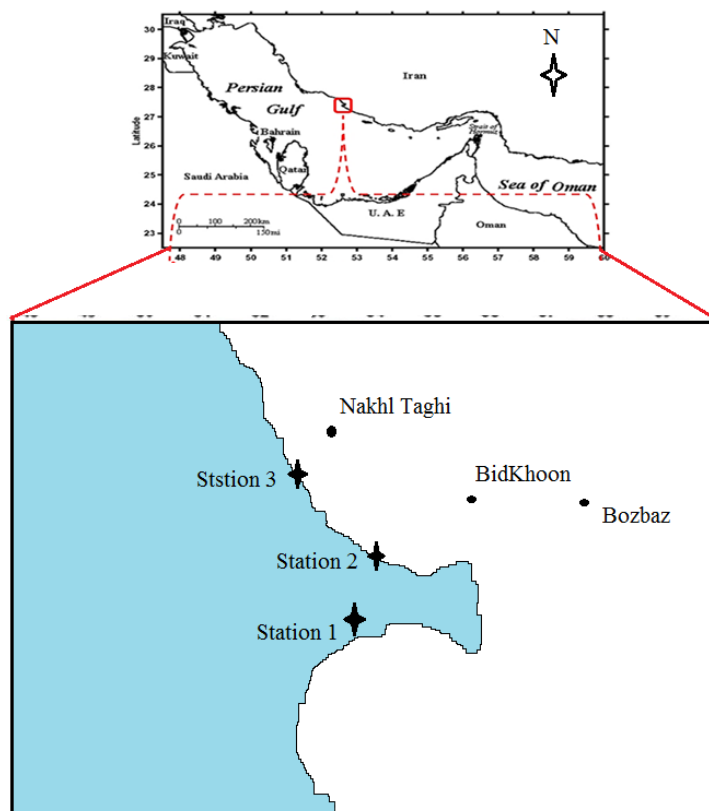 30
29
28
27
26
25
24
23
Latitude
Iraq
Kuwait
Iran
N
Persian
Gulf
Bahrain
Qatar
Strait of
Hormuz
Saudi Arabia
Sea of Oman
U. A. E
Oman
0 100 200km
150mi
48 49 50 51 52 53 54 55 56 57 58 59 60
Nakhl Taghi
Ststion 3
BidKhoon
Bozbaz
Station 2
Station 1